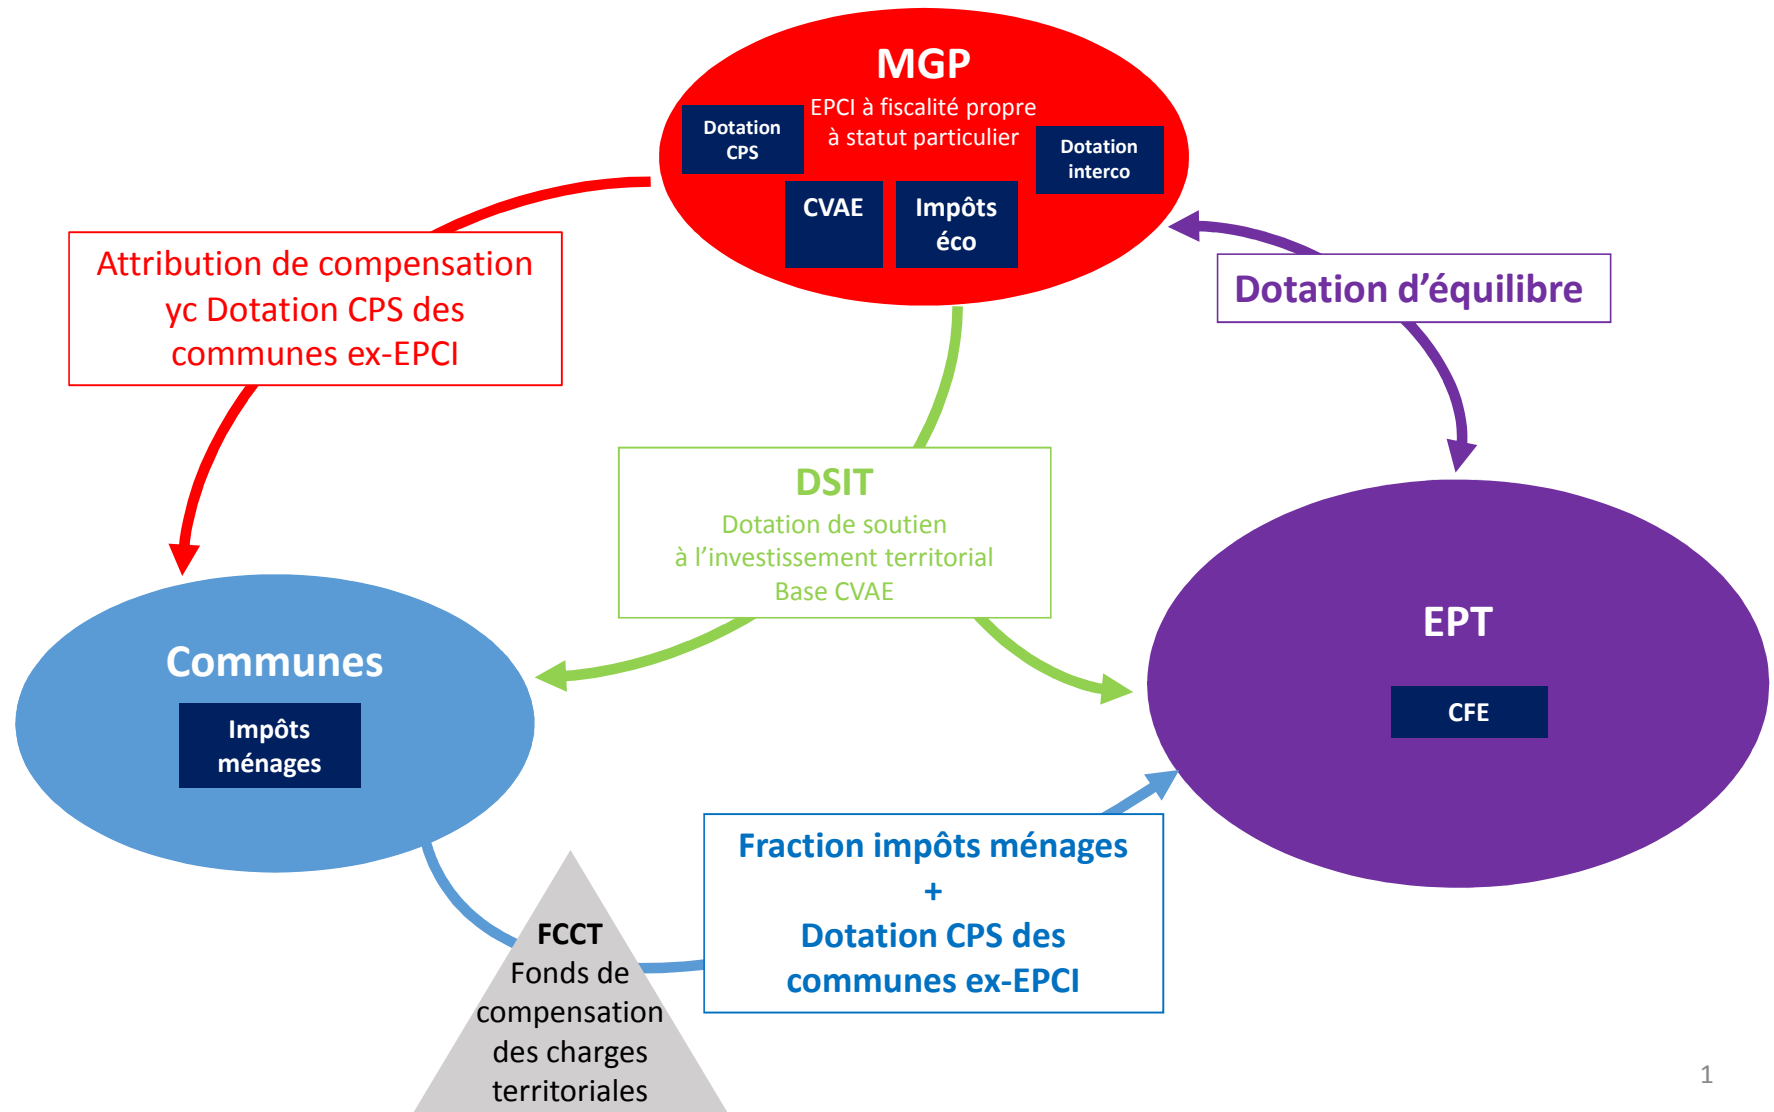 MGP
EPCI à fiscalité propre
à statut particulier
Dotation
CPS
Dotation
interco
CVAE
Impôts
éco
Attribution de compensation
yc Dotation CPS des
communes ex-EPCI
Dotation d’équilibre
DSIT
Dotation de soutien
à l’investissement territorial
Base CVAE
Communes
Impôts
ménages
EPT
CFE
Fraction impôts ménages
+
Dotation CPS des
communes ex-EPCI
FCCT
Fonds de
compensation
des charges
territoriales
1